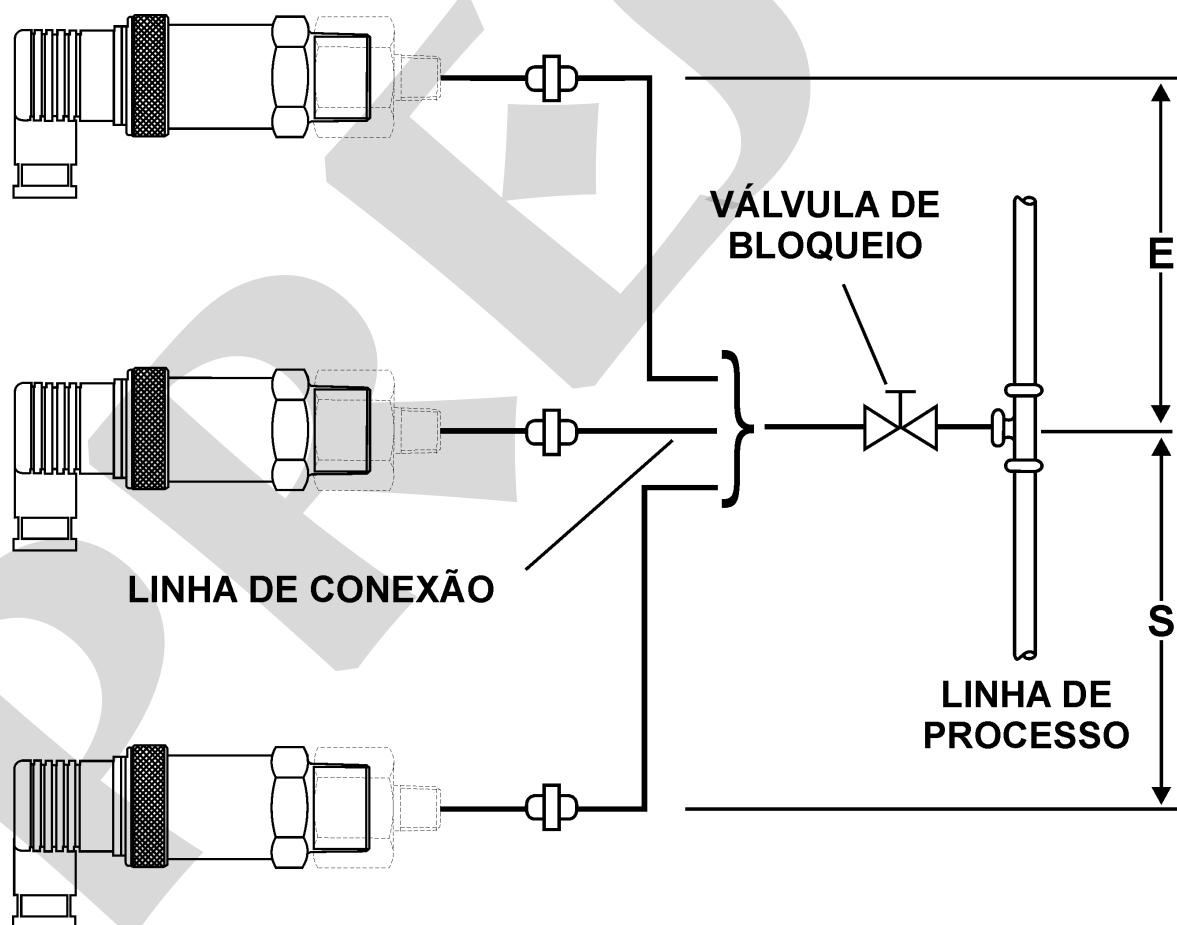 VÁLVULA DE
BLOQUEIO
E
LINHA DE CONEXÃO
S
LINHA DE
PROCESSO